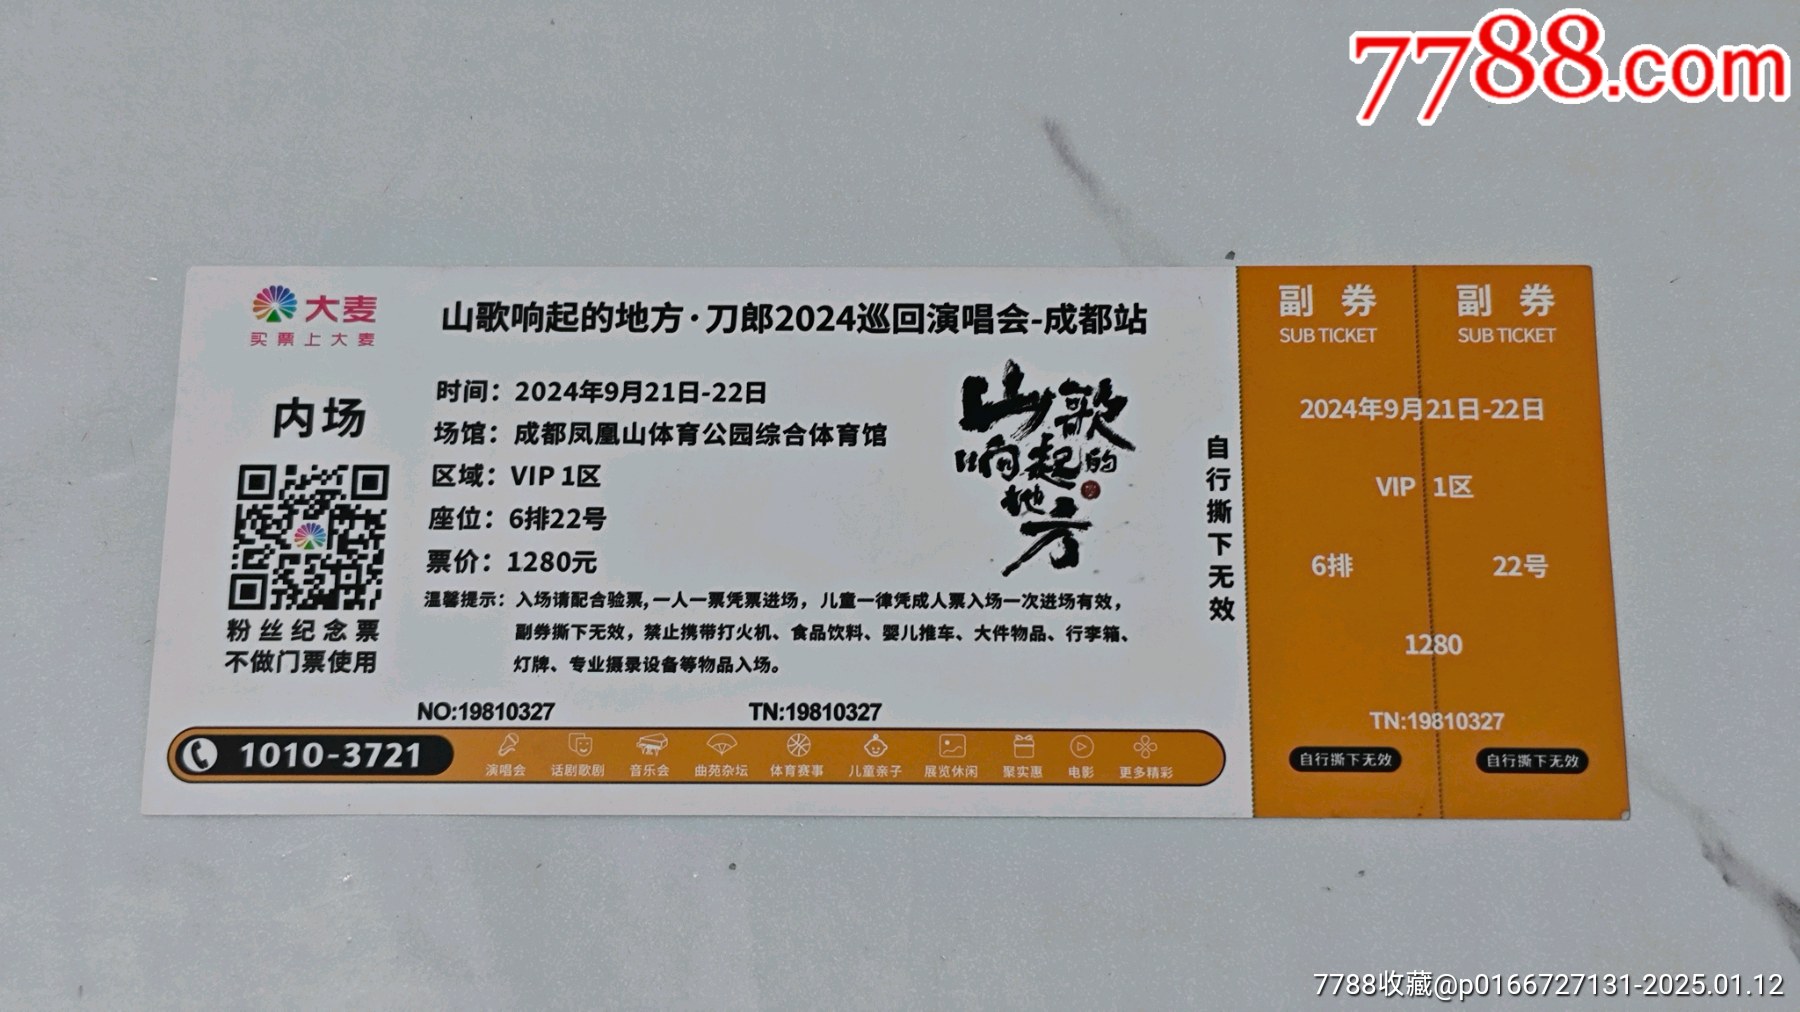 7788.com
大麦
买票上大麦
山歌响起的地方·刀郎2024巡回演唱会-成都站
内场
时间：2024年9月21日-22日
场馆：成都凤凰山体育公园综合体育馆
区域：VIP 1区
座位：6排22号
票价：1280元
山歌
响起的
地方
温馨提示：入场请配合验票,一人一票凭票进场，儿童一律凭成人票入场一次进场有效，
副券撕下无效，禁止携带打火机、食品饮料、婴儿推车、大件物品、行李箱、
灯牌、专业摄录设备等物品入场。
粉丝纪念票
不做门票使用
NO:19810327 TN:19810327
1010-3721
演唱会 话剧歌剧 音乐会 曲苑杂坛 体育赛事 儿童亲子 展览休闲 聚实惠 电影 更多精彩
自行撕下无效
副券 副券
SUB TICKET SUB TICKET
2024年9月21日-22日
VIP 1区
6排 22号
1280
TN:19810327
自行撕下无效 自行撕下无效
7788收藏@p0166727131-2025.01.12